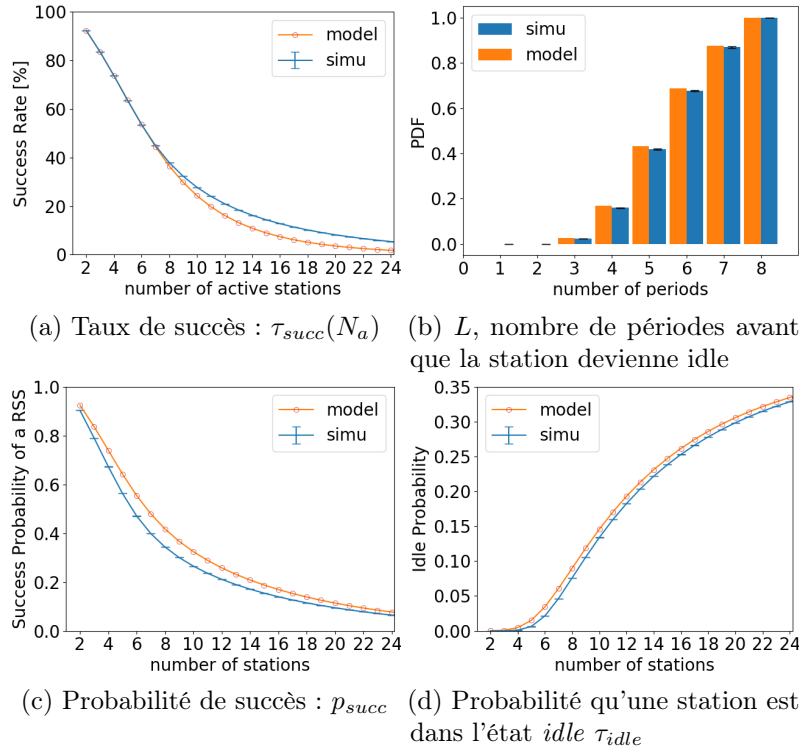 100
80
60
40
20
0
Success Rate [%]
model
simu
2 4 6 8 10 12 14 16 18 20 22 24
number of active stations
(a) Taux de succès : τsucc(Na)
1.0
0.8
0.6
0.4
0.2
0.0
PDF
simu
model
0 1 2 3 4 5 6 7 8
number of periods
(b) L, nombre de périodes avant
que la station devienne idle
1.0
0.8
0.6
0.4
0.2
0.0
Success Probability of a RSS
model
simu
2 4 6 8 10 12 14 16 18 20 22 24
number of stations
(c) Probabilité de succès : psucc
0.35
0.30
0.25
0.20
0.15
0.10
0.05
0.00
Idle Probability
model
simu
2 4 6 8 10 12 14 16 18 20 22 24
number of stations
(d) Probabilité qu'une station est
dans l'état idle τidle